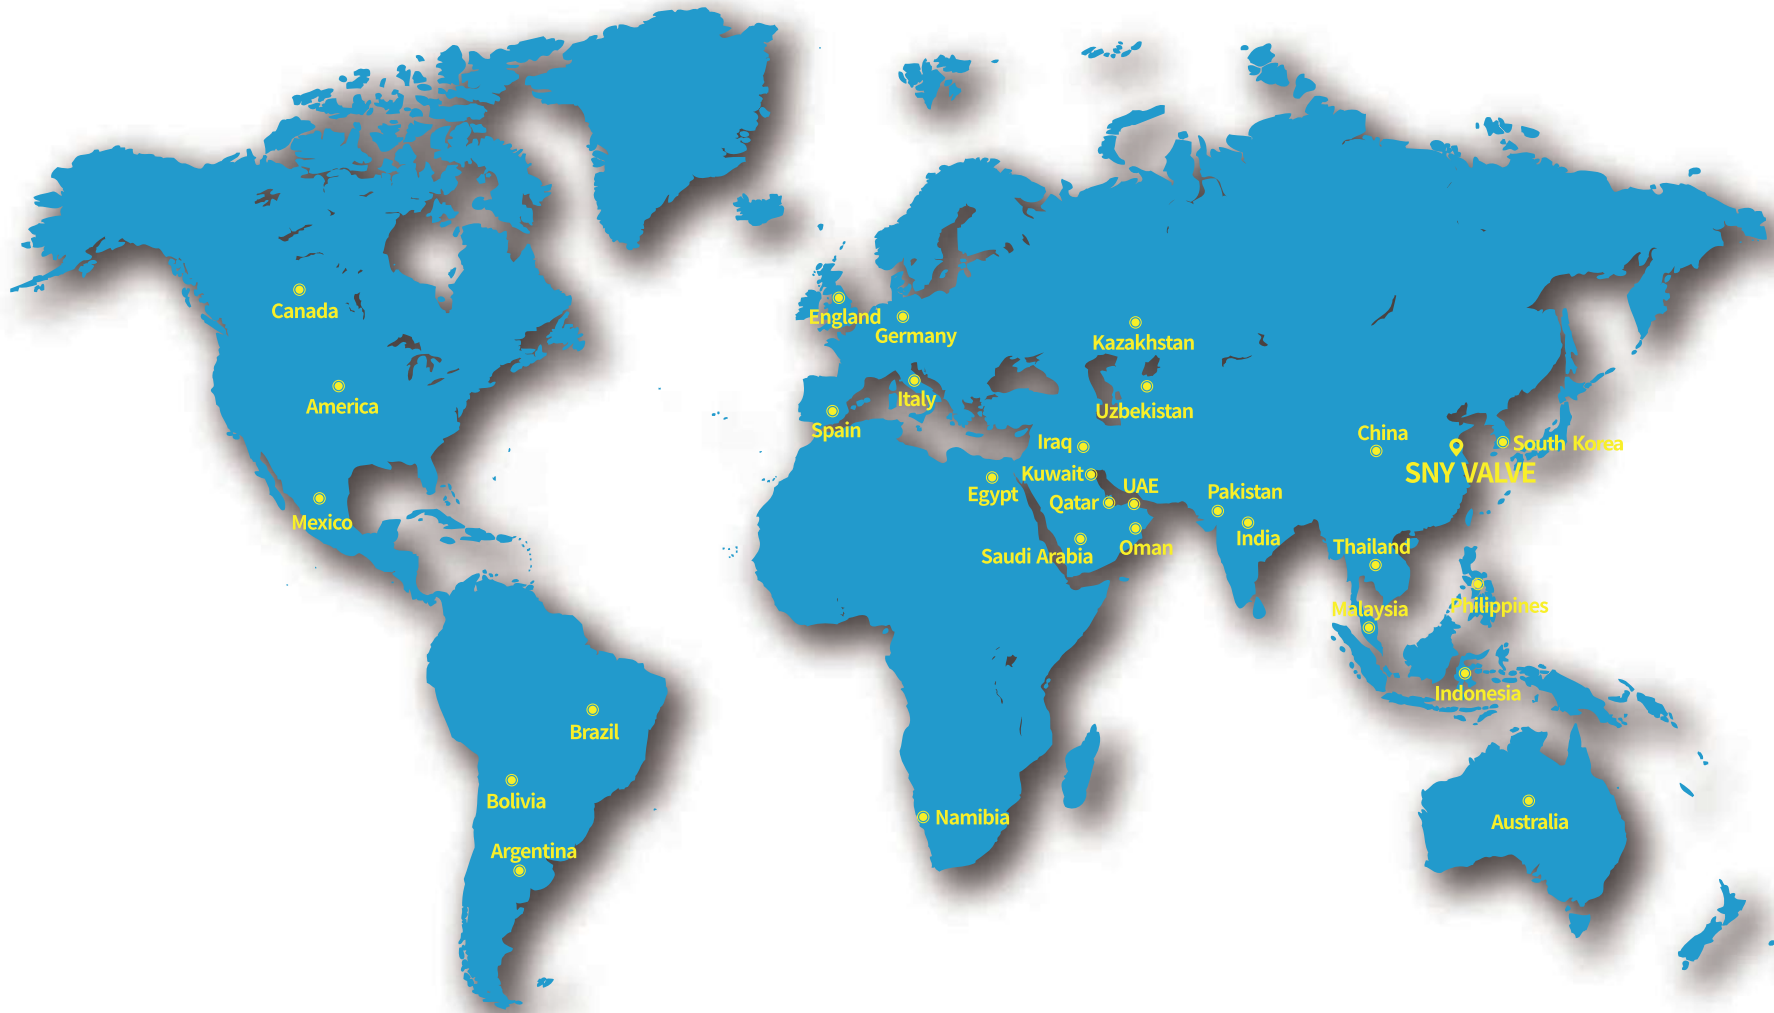 Canada
England
Germany
Kazakhstan
America
Italy
Uzbekistan
Spain
Iraq
China
South Korea
SNY VALVE
Kuwait
Egypt
Qatar
UAE
Pakistan
Mexico
India
Saudi Arabia
Oman
Thailand
Malaysia
Philippines
Indonesia
Brazil
Bolivia
Namibia
Australia
Argentina